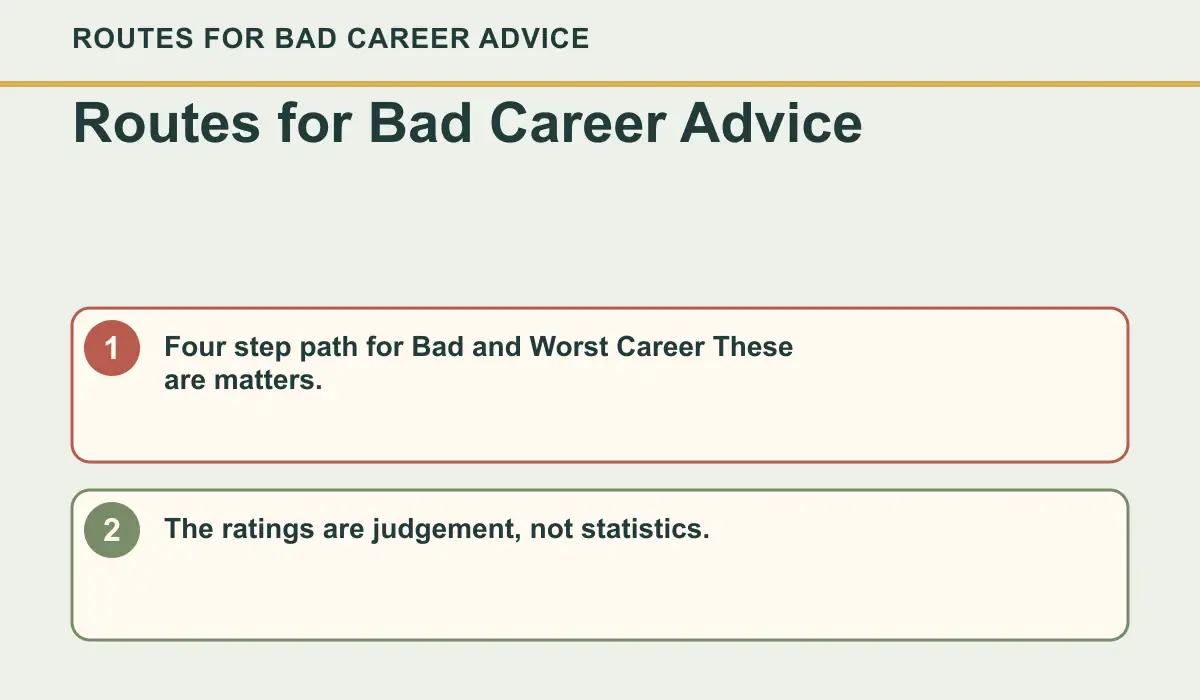 ROUTES FOR BAD CAREER ADVICE
Routes for Bad Career Advice
1
Four step path for Bad and Worst Career These
are matters.
2
The ratings are judgement, not statistics.